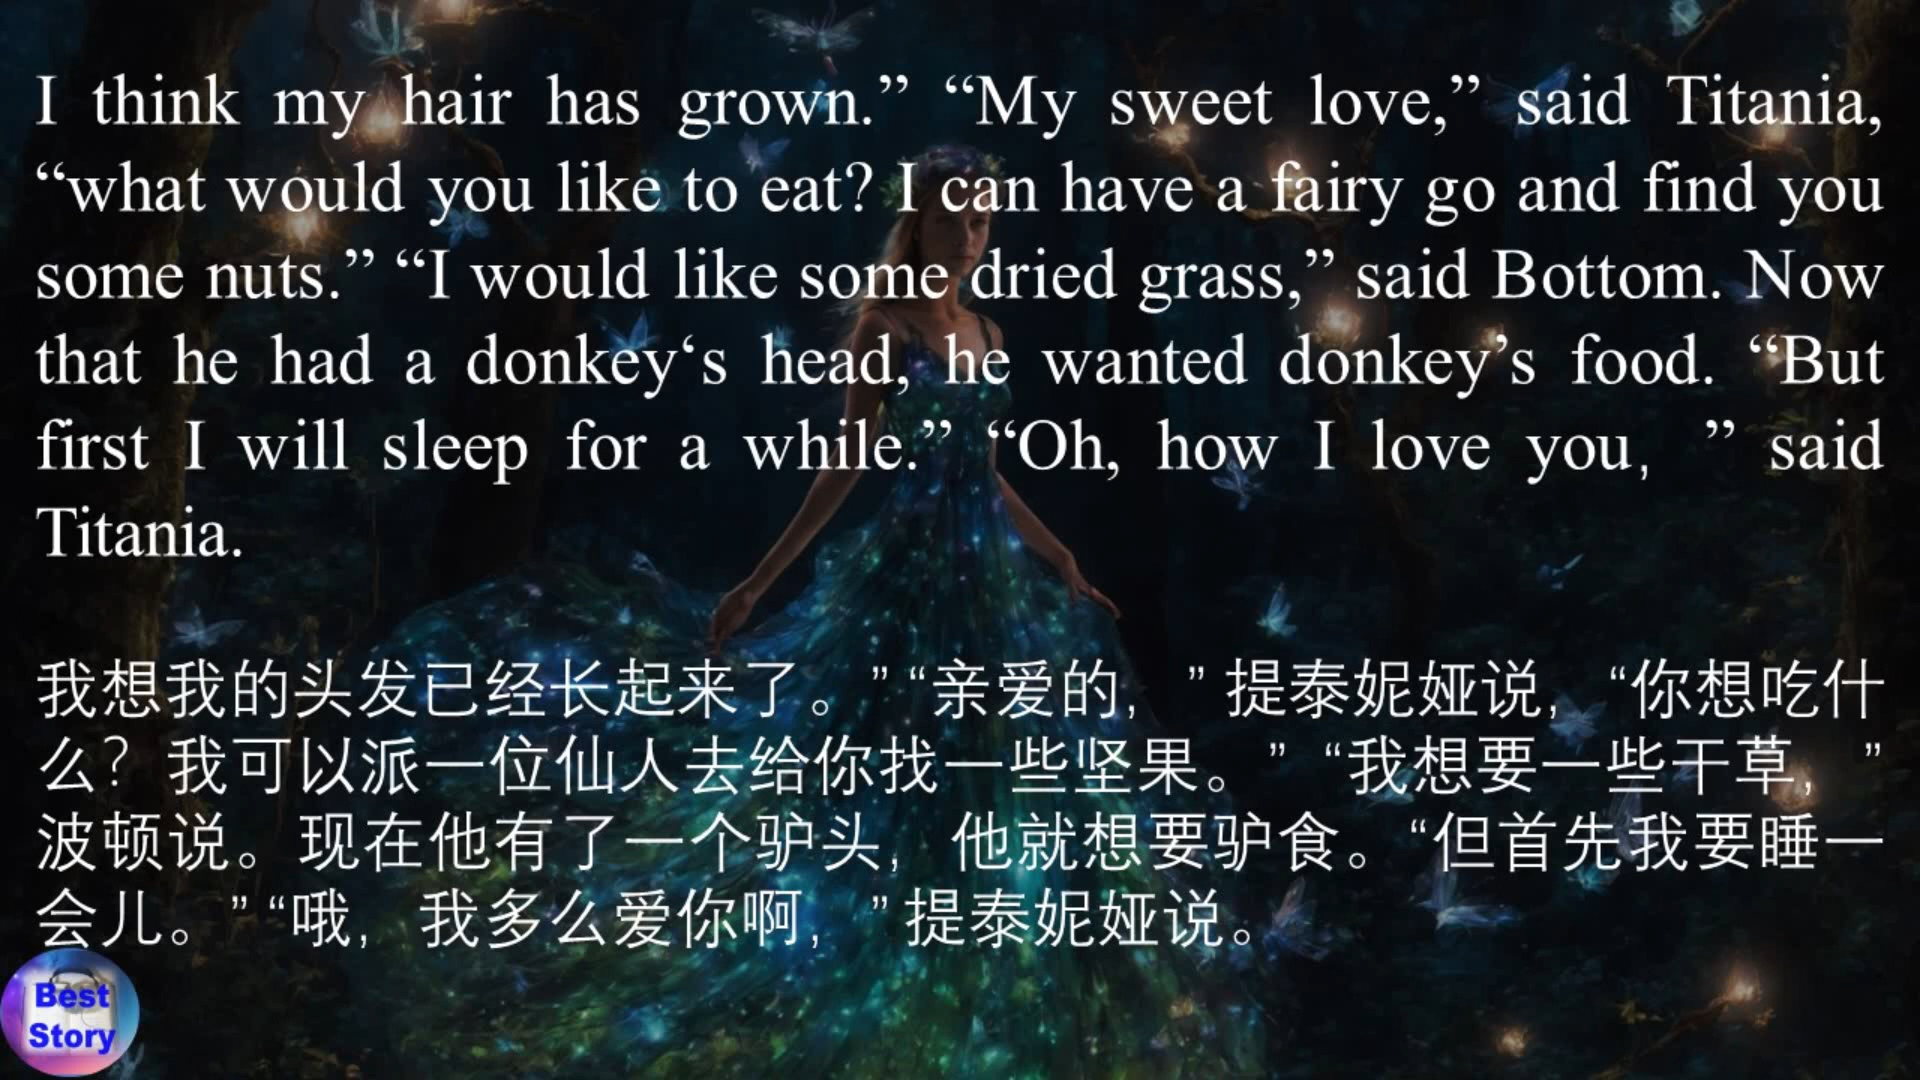 I think my hair has grown.” “My sweet love,” said Titania,
“what would you like to eat? I can have a fairy go and find you
some nuts.” “I would like some dried grass,” said Bottom. Now
that he had a donkey‘s head, he wanted donkey’s food. “But
first I will sleep for a while.” “Oh, how I love you，” said
Titania.
我想我的头发已经长起来了。” “亲爱的，”提泰妮娅说，“你想吃什
么？我可以派一位仙人去给你找一些坚果。” “我想要一些干草，”
波顿说。现在他有了一个驴头，他就想要驴食。“但首先我要睡一
会儿。” “哦，我多么爱你啊，”提泰妮娅说。
Best
Story